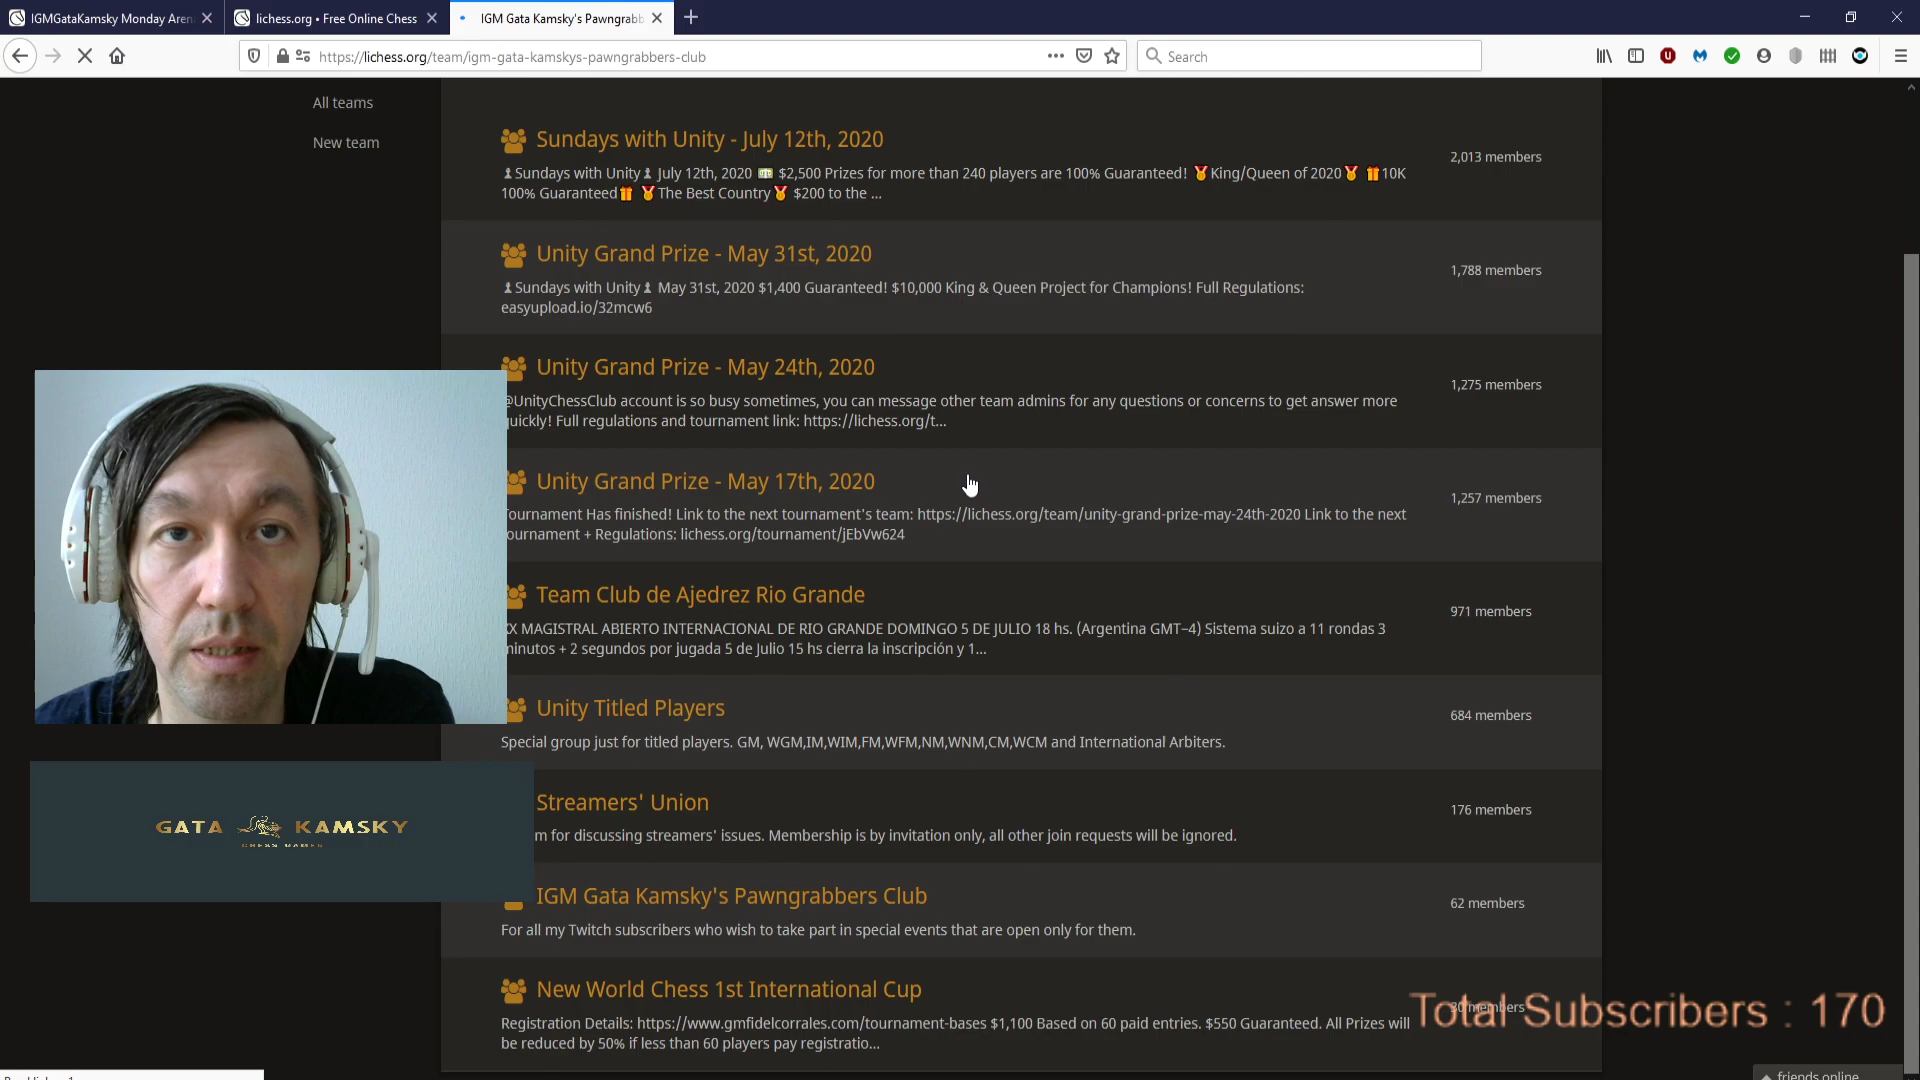 IGMGataKamsky Monday Aren
lichess.org • Free Online Chess
IGM Gata Kamsky's Pawngrabb
https://lichess.org/team/igm-gata-kamskys-pawngrabbers-club
Search
All teams
New team
Sundays with Unity - July 12th, 2020
2,013 members
Sundays with Unity July 12th, 2020 $2,500 Prizes for more than 240 players are 100% Guaranteed! King/Queen of 2020 10K
100% Guaranteed The Best Country $200 to the ...
Unity Grand Prize - May 31st, 2020
1,788 members
Sundays with Unity May 31st, 2020 $1,400 Guaranteed! $10,000 King & Queen Project for Champions! Full Regulations:
easyupload.io/32mcw6
Unity Grand Prize - May 24th, 2020
1,275 members
@UnityChessClub account is so busy sometimes, you can message other team admins for any questions or concerns to get answer more
quickly! Full regulations and tournament link: https://lichess.org/t...
Unity Grand Prize - May 17th, 2020
1,257 members
Tournament Has finished! Link to the next tournament's team: https://lichess.org/team/unity-grand-prize-may-24th-2020 Link to the next
tournament + Regulations: lichess.org/tournament/jEbVw624
Team Club de Ajedrez Rio Grande
971 members
X MAGISTRAL ABIERTO INTERNACIONAL DE RIO GRANDE DOMINGO 5 DE JULIO 18 hs. (Argentina GMT−4) Sistema suizo a 11 rondas 3
minutos + 2 segundos por jugada 5 de Julio 15 hs cierra la inscripción y 1...
Unity Titled Players
684 members
Special group just for titled players. GM, WGM,IM,WIM,FM,WFM,NM,WNM,CM,WCM and International Arbiters.
Streamers' Union
176 members
m for discussing streamers' issues. Membership is by invitation only, all other join requests will be ignored.
GATA KAMSKY
IGM Gata Kamsky's Pawngrabbers Club
62 members
For all my Twitch subscribers who wish to take part in special events that are open only for them.
New World Chess 1st International Cup
30 members
Total Subscribers : 170
Registration Details: https://www.gmfidelcorrales.com/tournament-bases $1,100 Based on 60 paid entries. $550 Guaranteed. All Prizes will
be reduced by 50% if less than 60 players pay registratio...
friends online